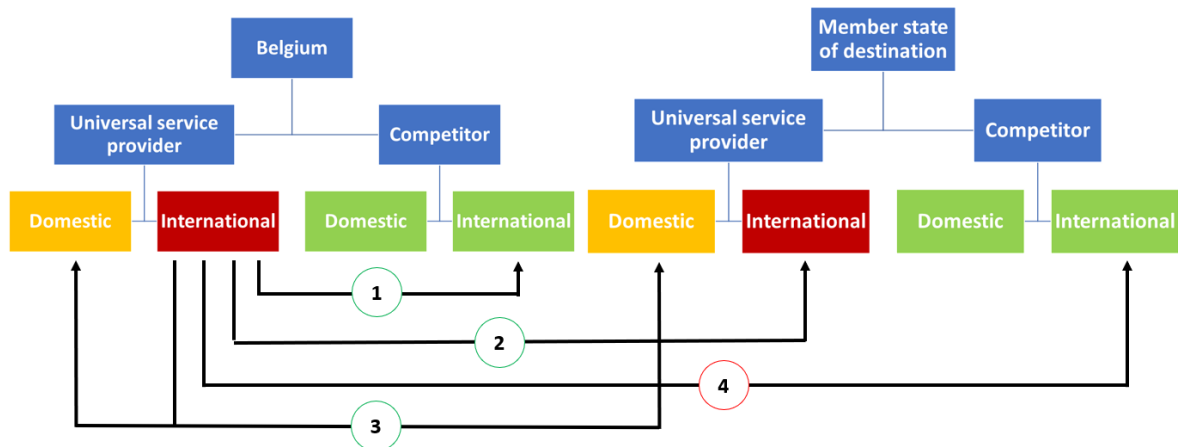 Belgium
Member state
of destination
Universal service
provider
Competitor
Universal service
provider
Competitor
Domestic
International
Domestic
International
Domestic
International
Domestic
International
1
2
4
3